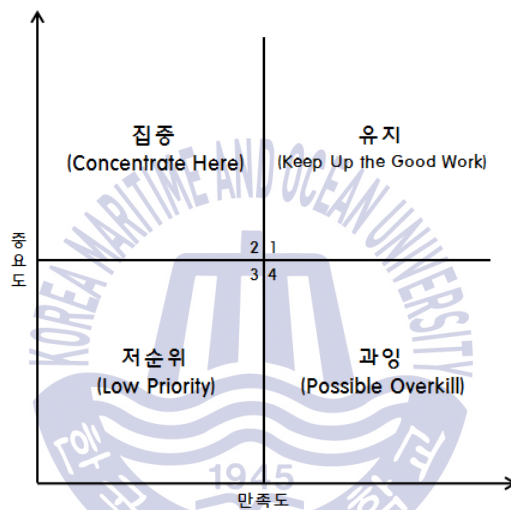 집중
(Concentrate Here)
유지
(Keep Up the Good Work)
중요도
2 1
3 4
저순위
(Low Priority)
과잉
(Possible Overkill)
만족도
KOREA MARITIME AND OCEAN UNIVERSITY
1945